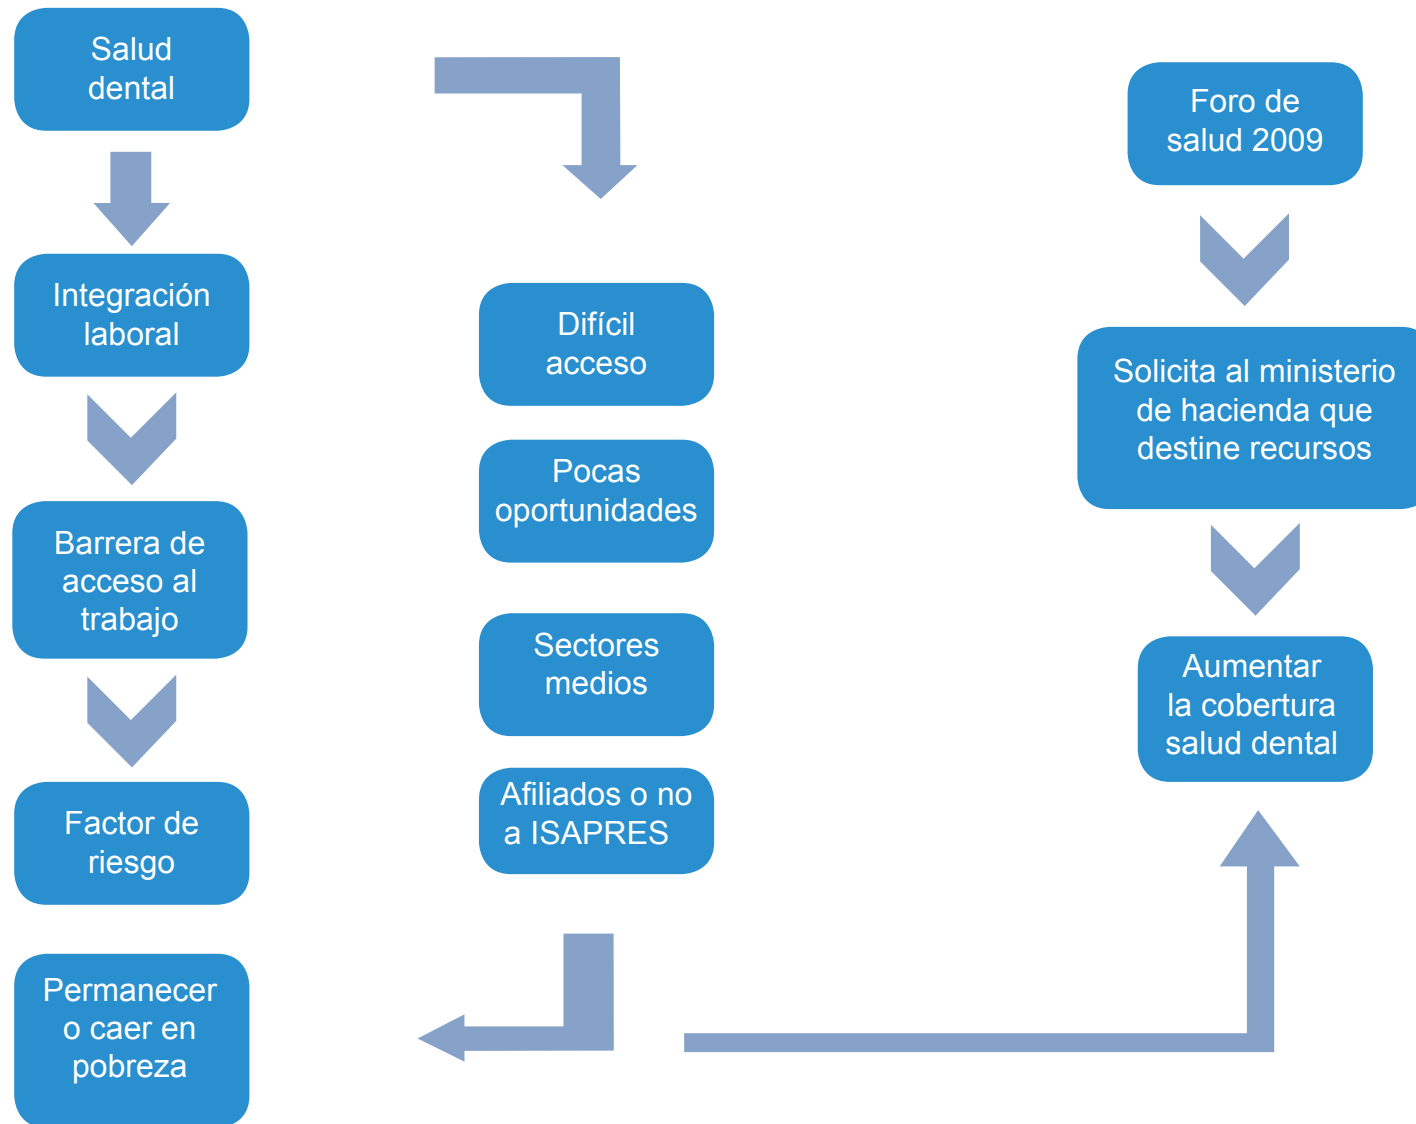 Salud
dental
Integración
laboral
Barrera de
acceso al
trabajo
Factor de
riesgo
Permanecer
o caer en
pobreza
Difícil
acceso
Pocas
oportunidades
Sectores
medios
Afiliados o no
a ISAPRES
Foro de
salud 2009
Solicita al ministerio
de hacienda que
destine recursos
Aumentar
la cobertura
salud dental